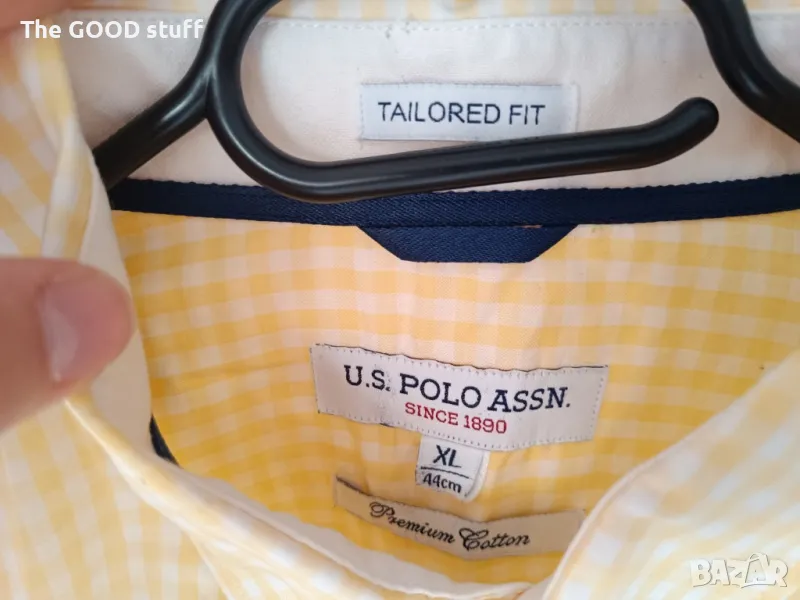 The GOOD stuff
TAILORED FIT
U.S. POLO ASSN.
SINCE 1890
XL
44cm
Premium Cotton
BAZAR